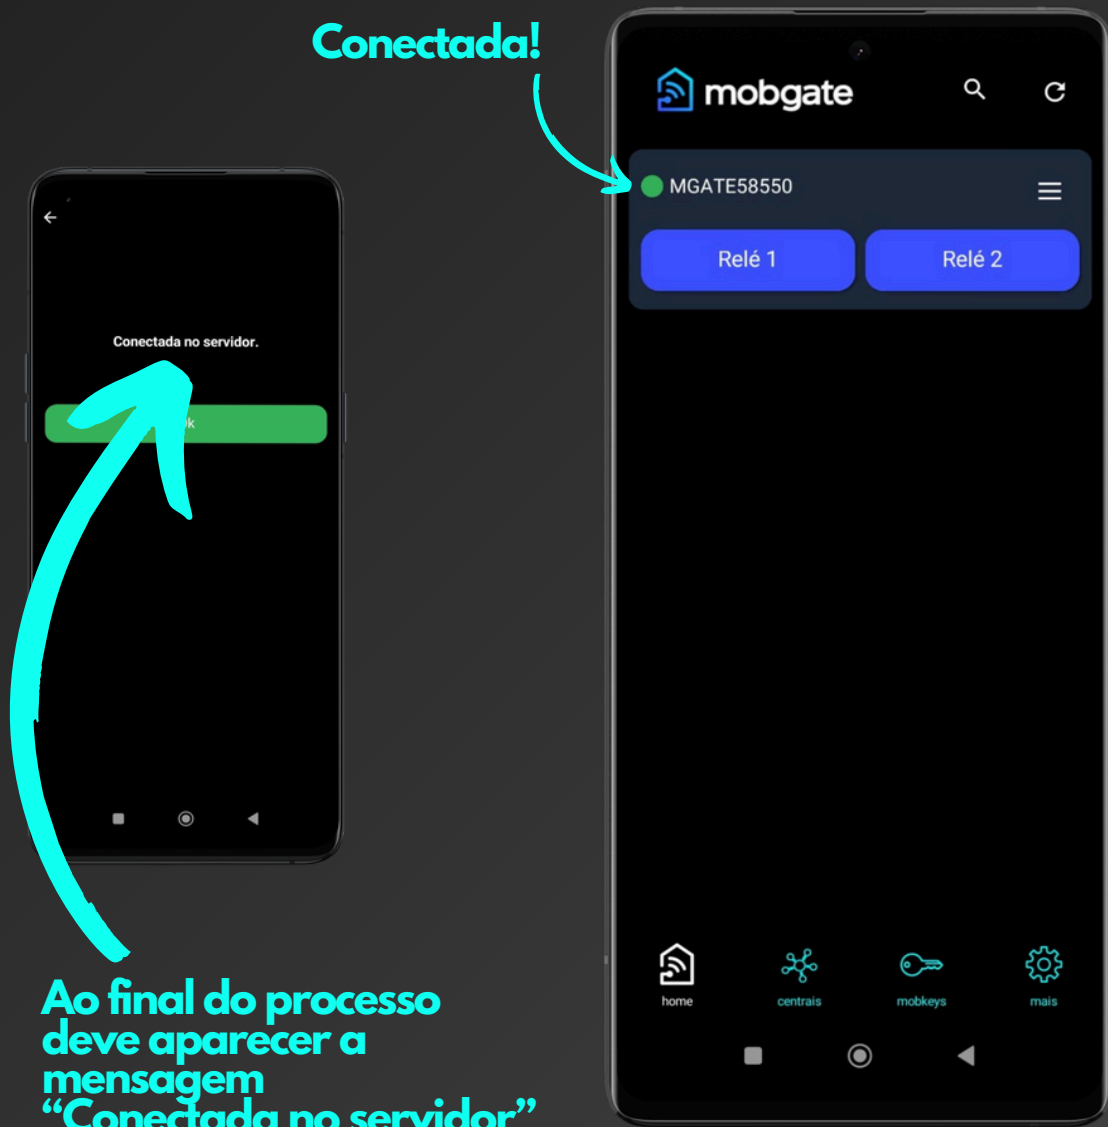 Conectada!
mobgate
MGATE58550
Relé 1
Relé 2
Conectada no servidor.
home
centrais
mobkeys
mais
Ao final do processo
deve aparecer a
mensagem
“Conectada no servidor”